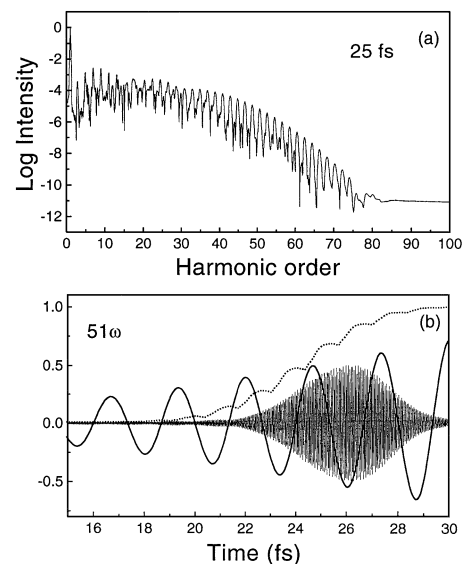 (a)
25 fs
0
-2
-4
-6
-8
-10
-12
Log Intensity
0 10 20 30 40 50 60 70 80 90 100
Harmonic order
(b)
51ω
1.0
0.5
0.0
-0.5
16 18 20 22 24 26 28 30
Time (fs)